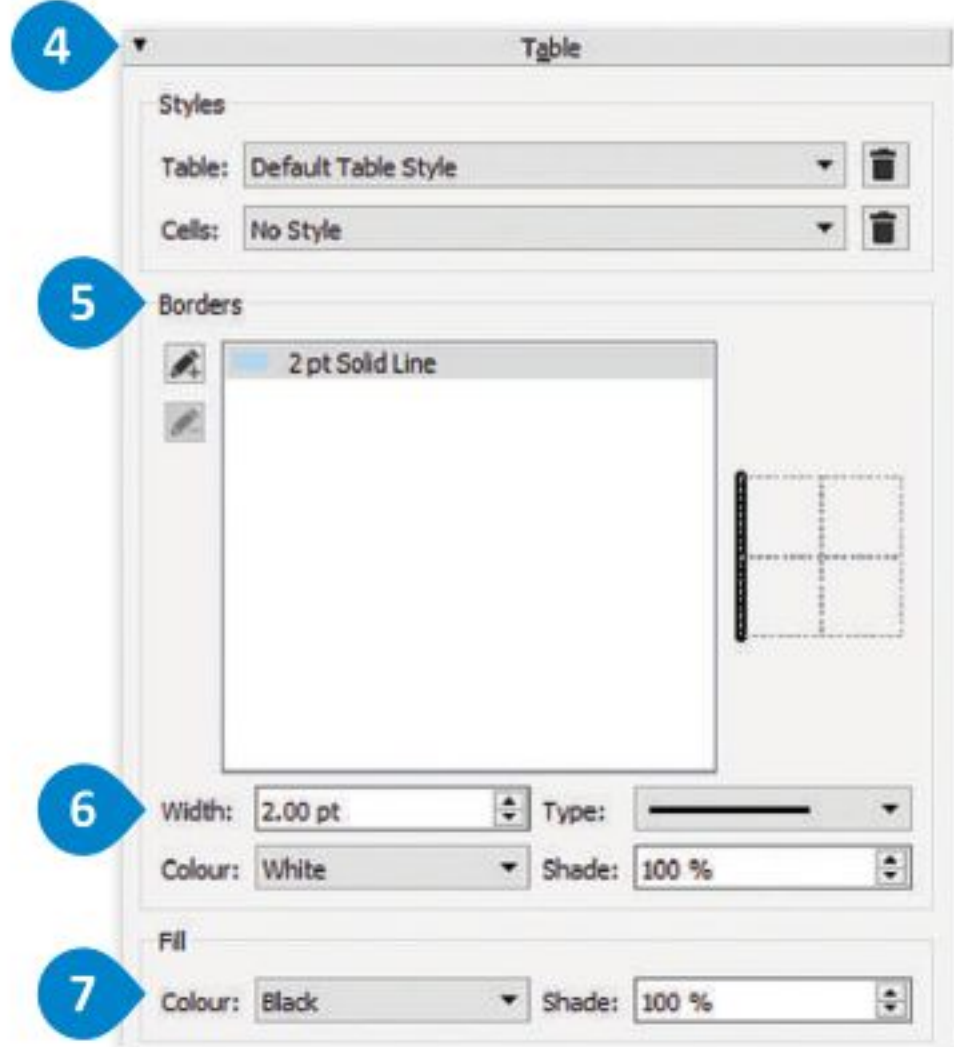 4
Table
Styles
Table: Default Table Style
Cells: No Style
5
Borders
2 pt Solid Line
6
Width: 2.00 pt Type:
Colour: White Shade: 100 %
Fill
7
Colour: Black Shade: 100 %